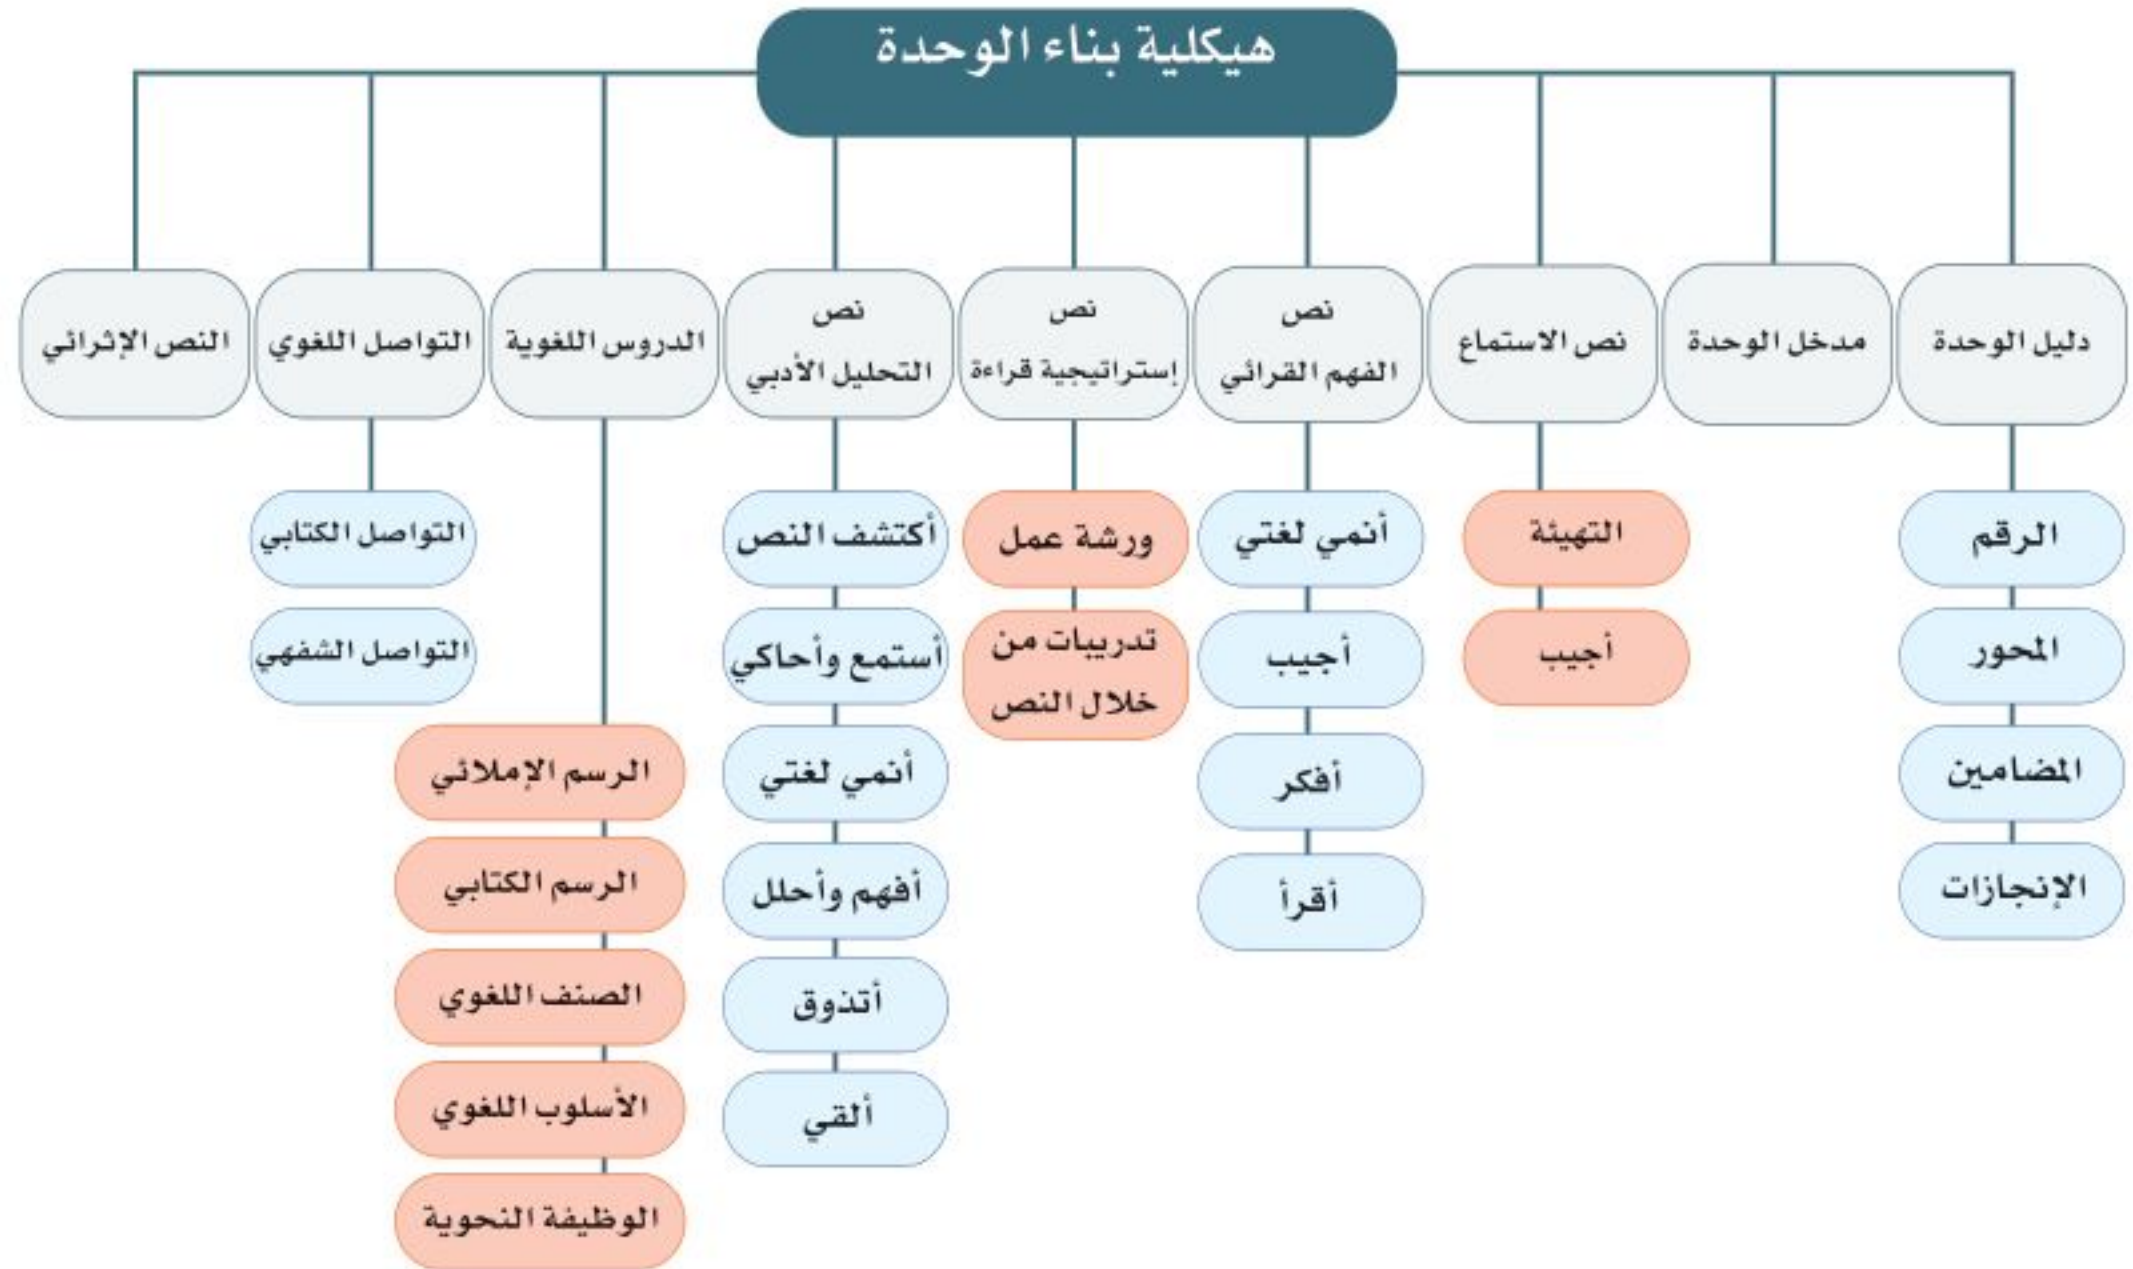 هيكلية بناء الوحدة
دليل الوحدة
مدخل الوحدة
نص الاستماع
نص
الفهم القرائي
نص
إستراتيجية قراءة
نص
التحليل الأدبي
الدروس اللغوية
التواصل اللغوي
النص الإثرائي
الرقم
المحور
المضامين
الإنجازات
التهيئة
أجيب
أنمي لغتي
أجيب
أفكر
أقرأ
ورشة عمل
تدريبات من
خلال النص
أكتشف النص
أستمع وأحاكي
أنمي لغتي
أفهم وأحلل
أتذوق
ألقي
الرسم الإملائي
الرسم الكتابي
الصنف اللغوي
الأسلوب اللغوي
الوظيفة النحوية
التواصل الكتابي
التواصل الشفهي